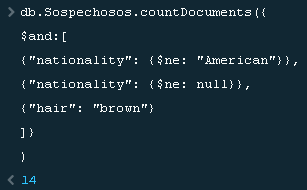 > db.Sospechosos.countDocuments({
$and:[
{"nationality": {$ne: "American"}},
{"nationality": {$ne: null}},
{"hair": "brown"}
]}
)
< 14